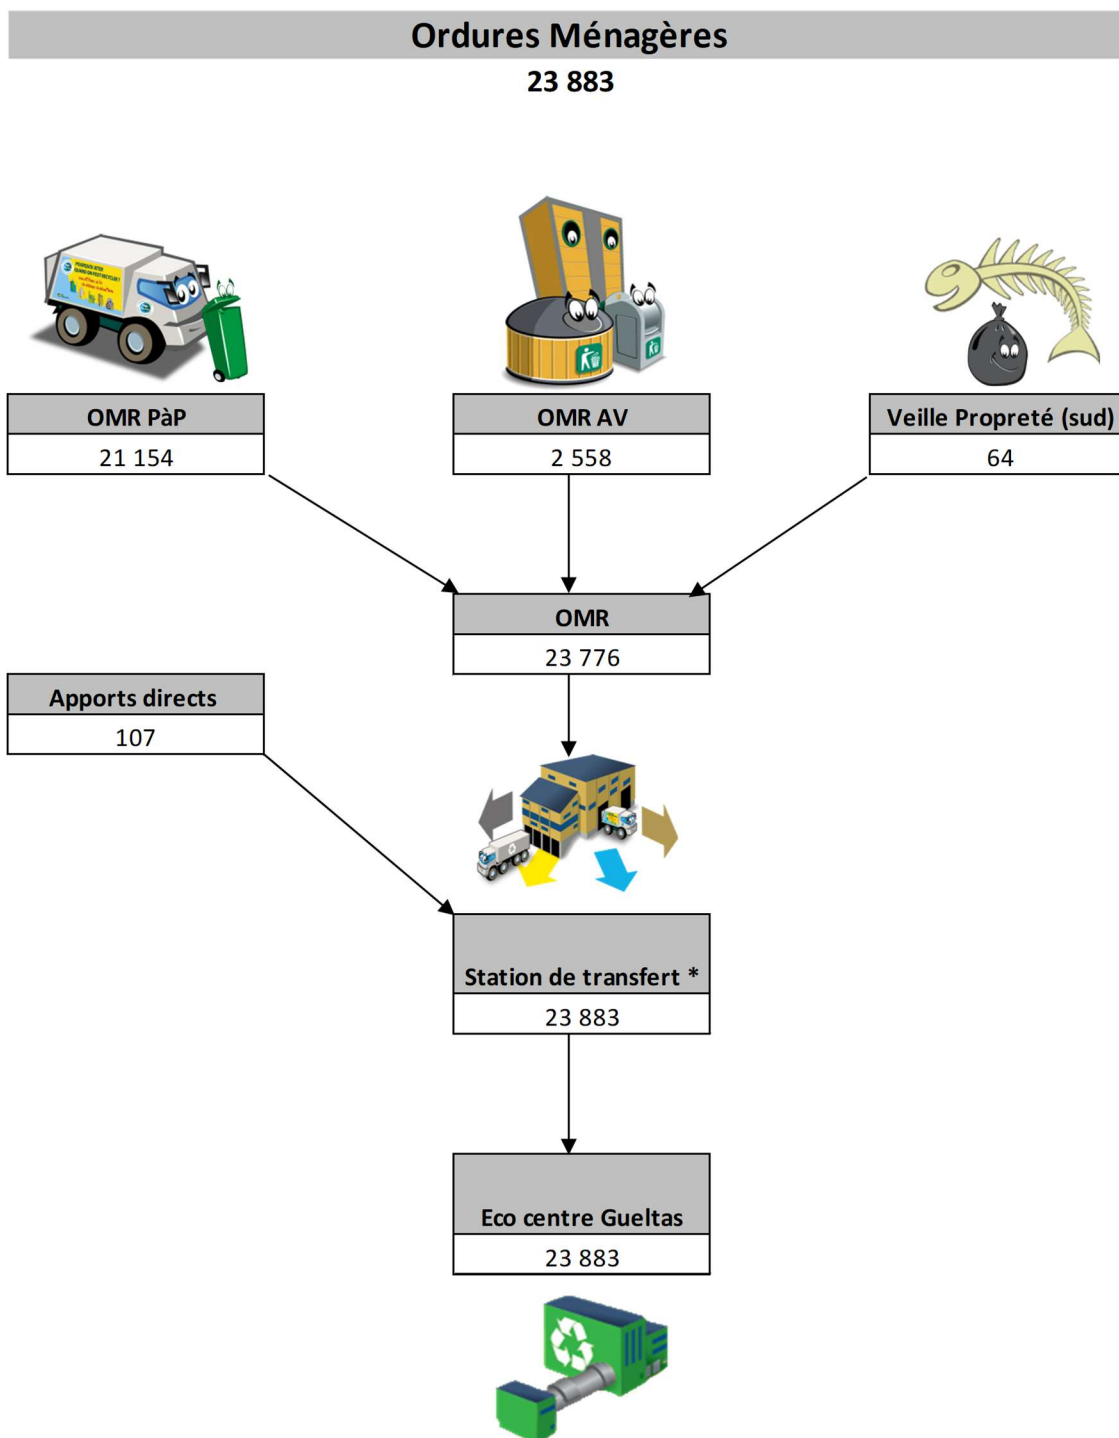 Ordures Ménagères
23 883
OMR PàP
21 154
OMR AV
2 558
Veille Propreté (sud)
64
OMR
23 776
Apports directs
107
Station de transfert *
23 883
Eco centre Gueltas
23 883